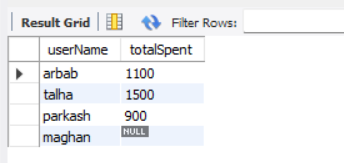 Result Grid Filter Rows:
userName totalSpent
arbab 1100
talha 1500
parkash 900
maghan NULL